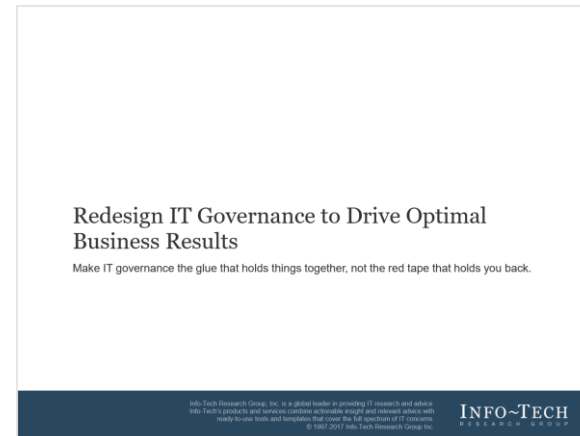 Redesign IT Governance to Drive Optimal
Business Results
Make IT governance the glue that holds things together, not the red tape that holds you back.
Info-Tech Research Group, Inc. is a global leader in providing IT research and advice.
Info-Tech's products and services combine actionable insight and relevant advice with
ready-to-use tools and templates that cover the full spectrum of IT concerns.
© 1997-2017 Info-Tech Research Group Inc.
INFO~TECH
RESEARCH GROUP